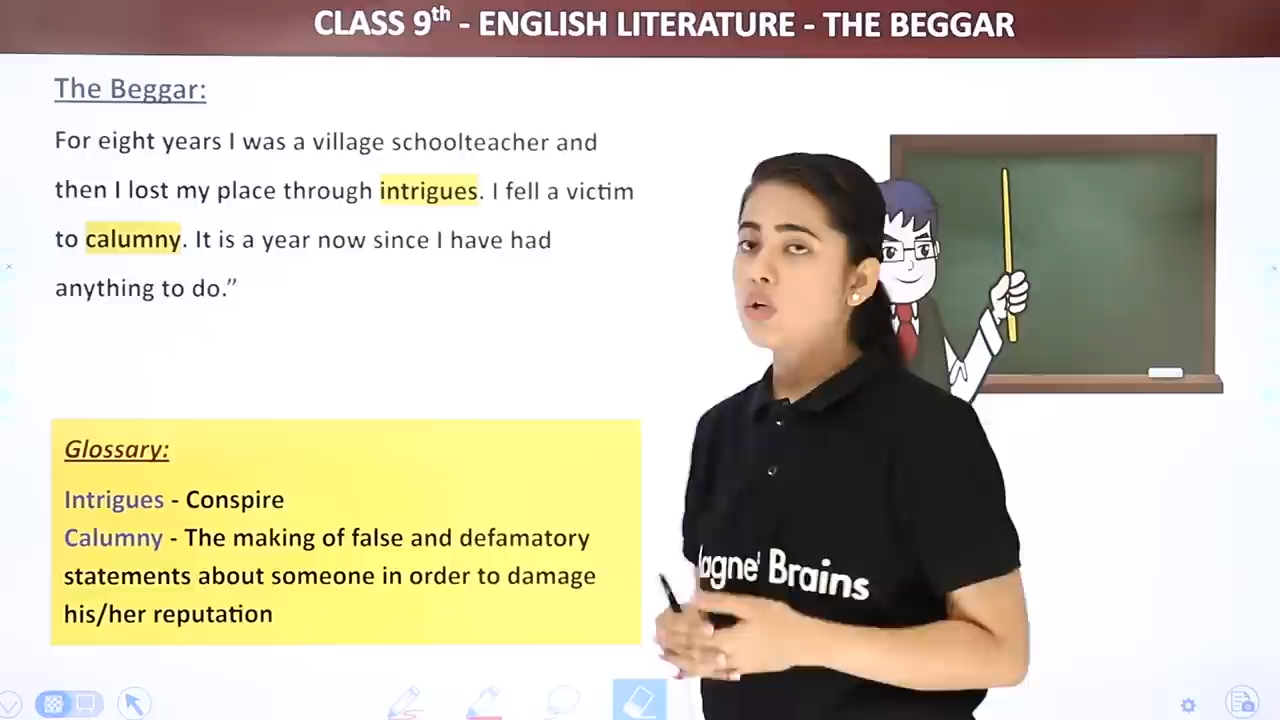 CLASS 9th - ENGLISH LITERATURE - THE BEGGAR
The Beggar:
For eight years I was a village schoolteacher and
then I lost my place through intrigues. I fell a victim
to calumny. It is a year now since I have had
anything to do.”
Glossary:
Intrigues - Conspire
Calumny - The making of false and defamatory
statements about someone in order to damage
his/her reputation
agnet Brains